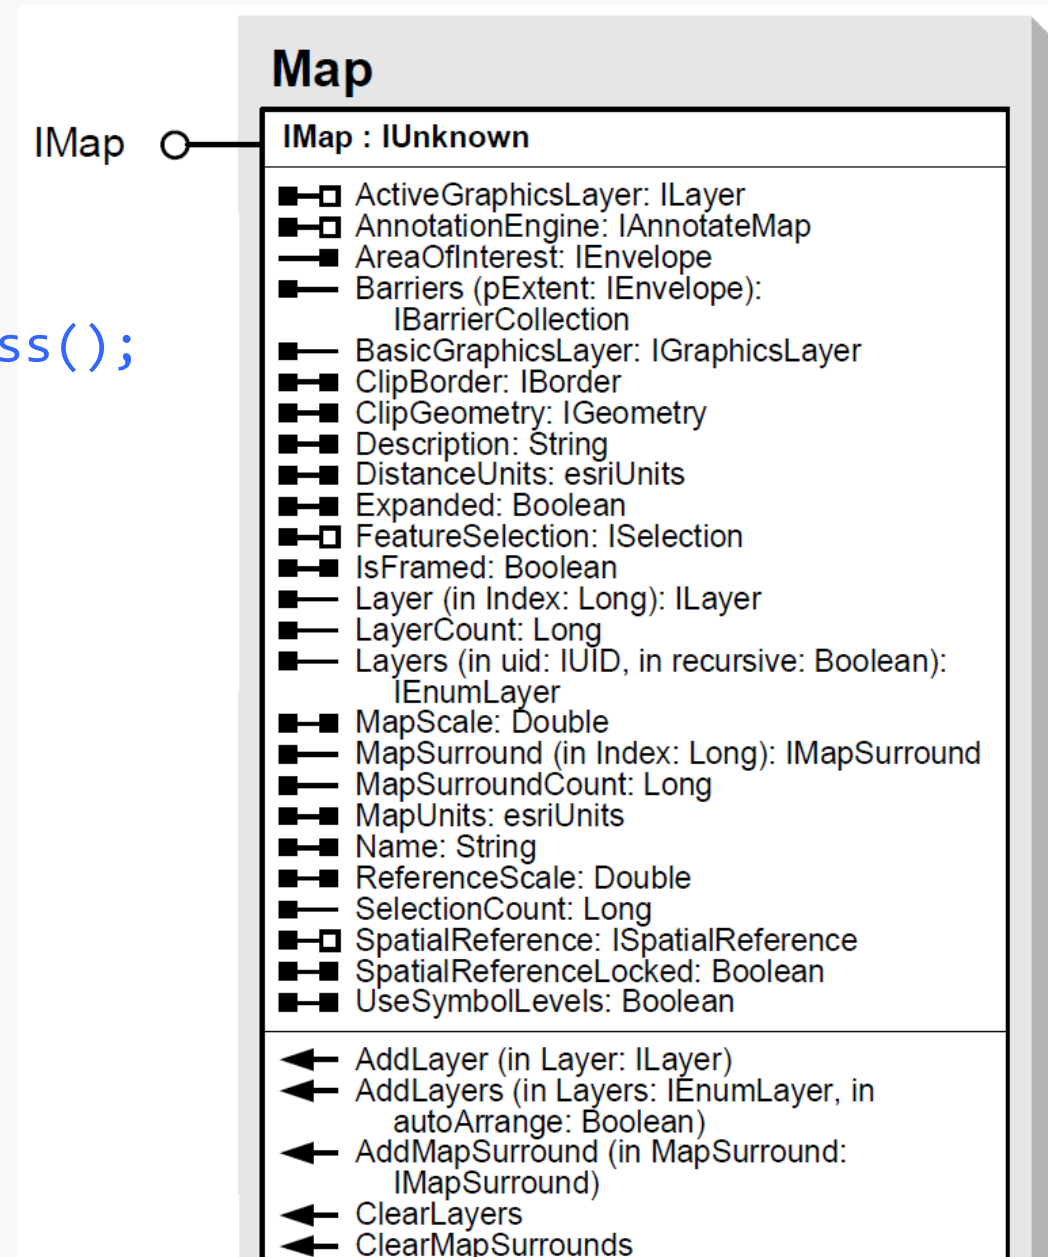 Map
IMap
IMap : IUnknown
ActiveGraphicsLayer: ILayer
AnnotationEngine: IAnnotateMap
AreaOfInterest: IEnvelope
Barriers (pExtent: IEnvelope):
IBarrierCollection
ss();
BasicGraphicsLayer: IGraphicsLayer
ClipBorder: IBorder
ClipGeometry: IGeometry
Description: String
DistanceUnits: esriUnits
Expanded: Boolean
FeatureSelection: ISelection
IsFramed: Boolean
Layer (in Index: Long): ILayer
LayerCount: Long
Layers (in uid: IUID, in recursive: Boolean):
IEnumLayer
MapScale: Double
MapSurround (in Index: Long): IMapSurround
MapSurroundCount: Long
MapUnits: esriUnits
Name: String
ReferenceScale: Double
SelectionCount: Long
SpatialReference: ISpatialReference
SpatialReferenceLocked: Boolean
UseSymbolLevels: Boolean
AddLayer (in Layer: ILayer)
AddLayers (in Layers: IEnumLayer, in
autoArrange: Boolean)
AddMapSurround (in MapSurround:
IMapSurround)
ClearLayers
ClearMapSurrounds